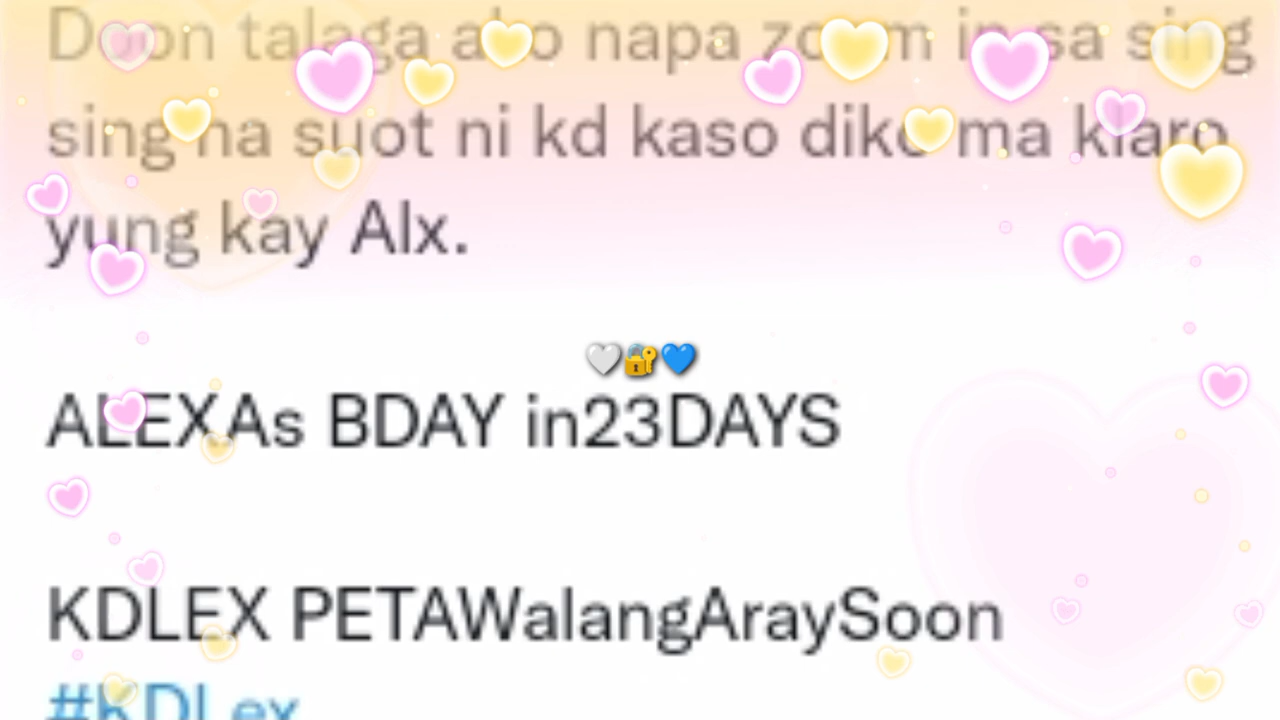 Doon talaga ako napa zoom in sa sing
sing na suot ni kd kaso diko ma klaro
yung kay Alx.
🤍🔐💙
ALEXAs BDAY in23DAYS
KDLEX PETAWalangAraySoon
#KDLex